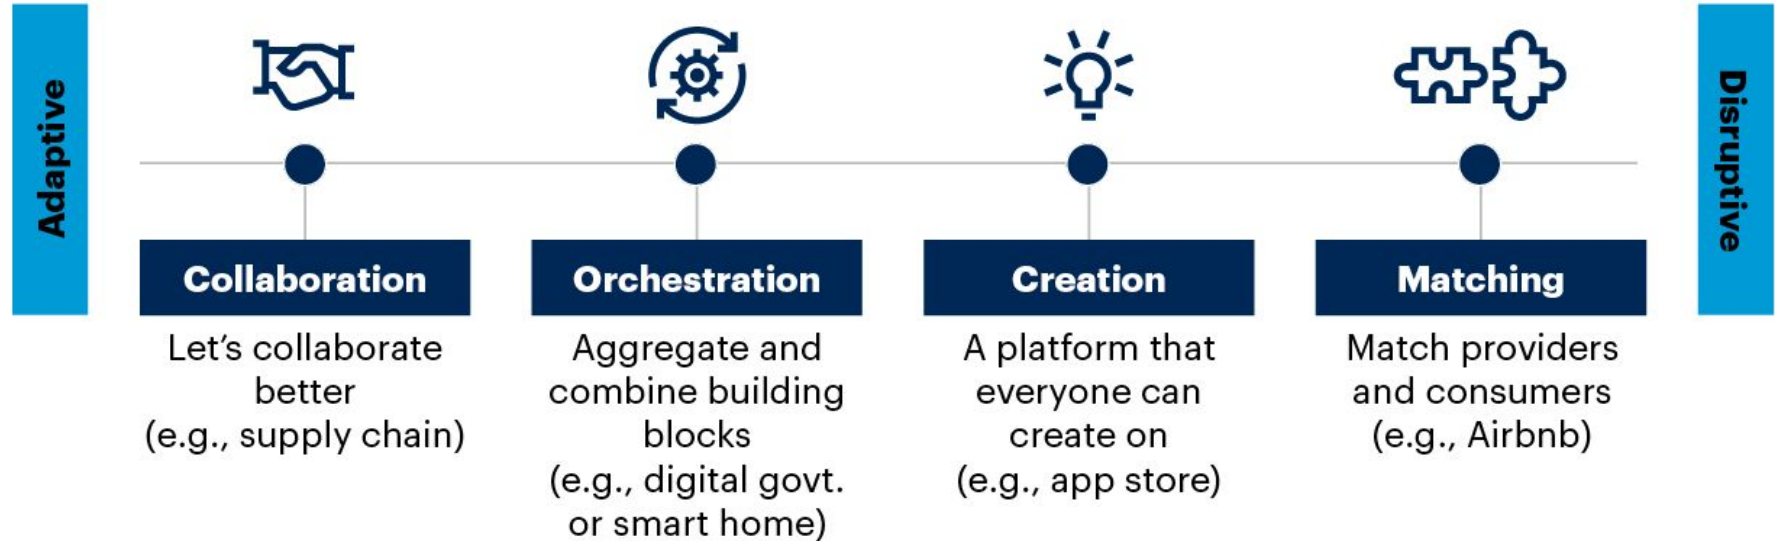 Adaptive
Disruptive
Collaboration
Let’s collaborate
better
(e.g., supply chain)
Orchestration
Aggregate and
combine building
blocks
(e.g., digital govt.
or smart home)
Creation
A platform that
everyone can
create on
(e.g., app store)
Matching
Match providers
and consumers
(e.g., Airbnb)